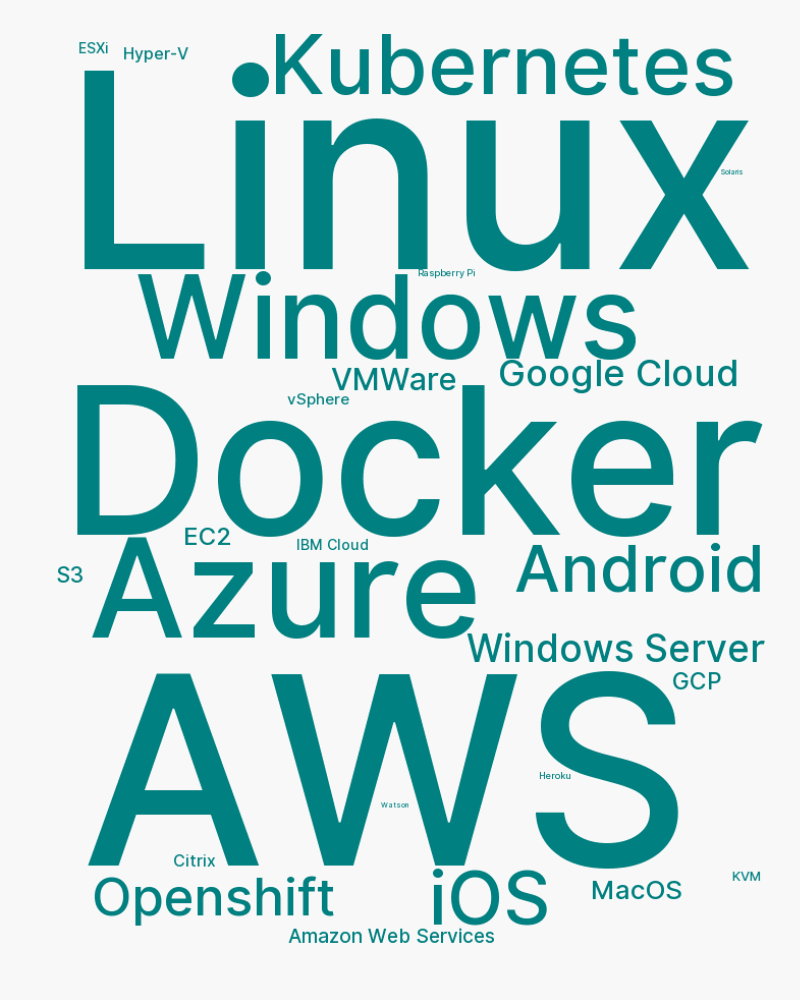 Kubernetes
ESXi
Hyper-V
Linux
Solaris
Raspberry Pi
Windows
Google Cloud
VMWare
vSphere
Docker
EC2
IBM Cloud
Android
S3
Azure
Windows Server
GCP
AWS
Heroku
Watson
Citrix
KVM
Openshift
iOS
MacOS
Amazon Web Services